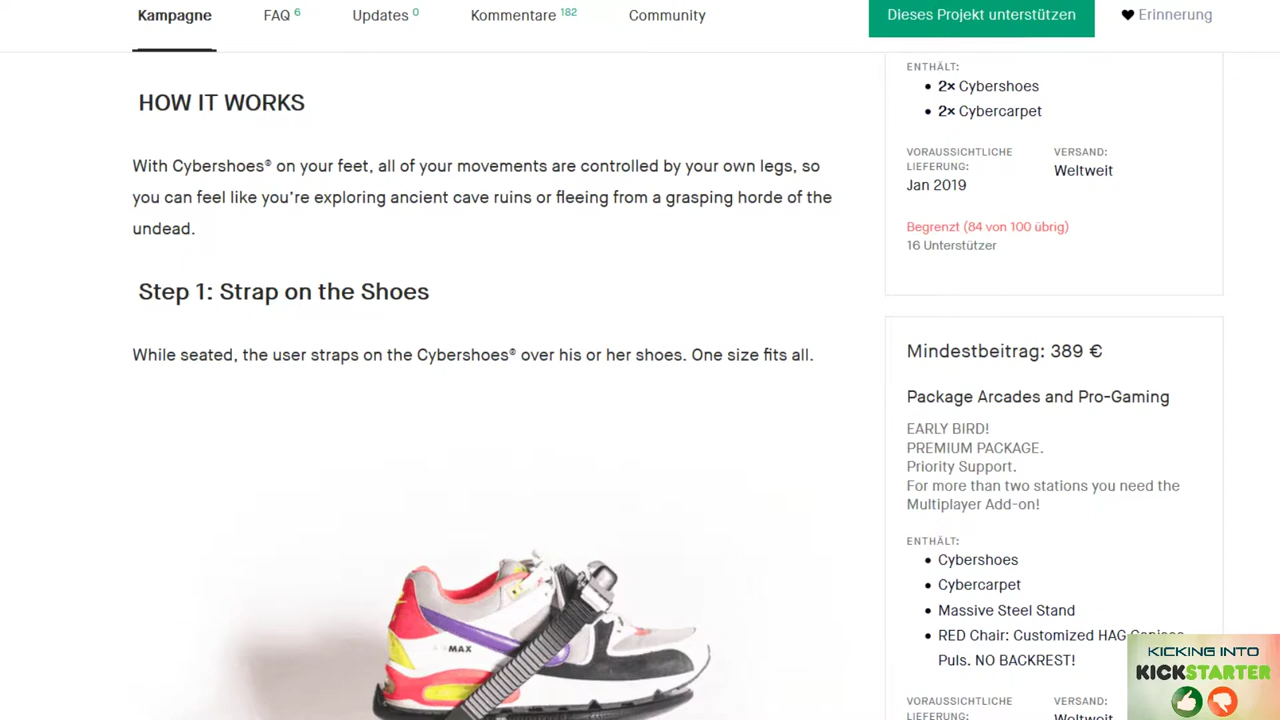 Kampagne
FAQ 6
Updates 0
Kommentare 182
Community
Dieses Projekt unterstützen
Erinnerung
HOW IT WORKS
With Cybershoes® on your feet, all of your movements are controlled by your own legs, so
you can feel like you’re exploring ancient cave ruins or fleeing from a grasping horde of the
undead.
Step 1: Strap on the Shoes
While seated, the user straps on the Cybershoes® over his or her shoes. One size fits all.
MAX
ENTHÄLT:
• 2× Cybershoes
• 2× Cybercarpet
VORAUSSICHTLICHE
LIEFERUNG:
Jan 2019
VERSAND:
Weltweit
Begrenzt (84 von 100 übrig)
16 Unterstützer
Mindestbeitrag: 389 €
Package Arcades and Pro-Gaming
EARLY BIRD!
PREMIUM PACKAGE.
Priority Support.
For more than two stations you need the
Multiplayer Add-on!
ENTHÄLT:
• Cybershoes
• Cybercarpet
• Massive Steel Stand
• RED Chair: Customized HAG
Puls. NO BACKREST!
VORAUSSICHTLICHE
LIEFERUNG:
VERSAND:
Weltweit
KICKING INTO
KICKSTARTER